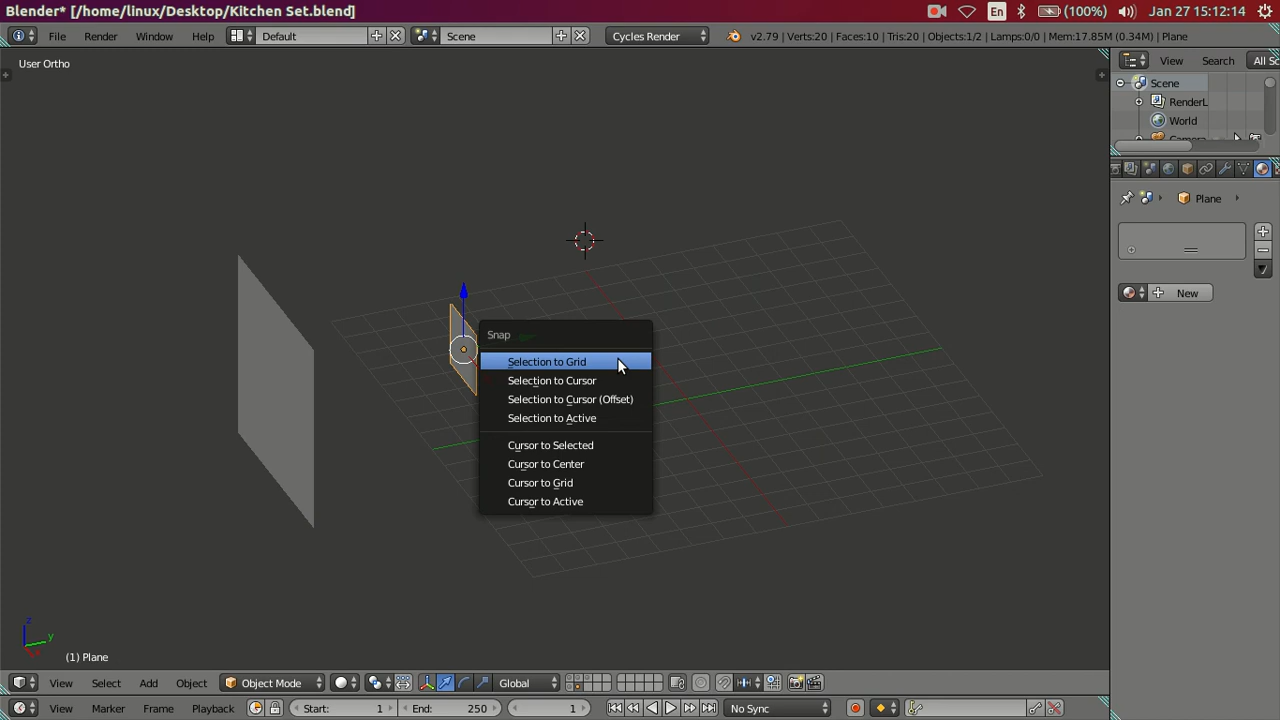 Blender* [/home/linux/Desktop/Kitchen Set.blend] En (100%) Jan 27 15:12:14
File Render Window Help Default Scene Cycles Render v2.79 | Verts:20 | Faces:10 | Tris:20 | Objects:1/2 | Lamps:0/0 | Mem:17.85M (0.34M) | Plane
User Ortho
View Search All Sc
Scene
RenderL
World
Camera
Plane
New
Snap
Selection to Grid
Selection to Cursor
Selection to Cursor (Offset)
Selection to Active
Cursor to Selected
Cursor to Center
Cursor to Grid
Cursor to Active
z
y
(1) Plane
View Select Add Object Object Mode Global
View Marker Frame Playback Start: 1 End: 250 1 No Sync